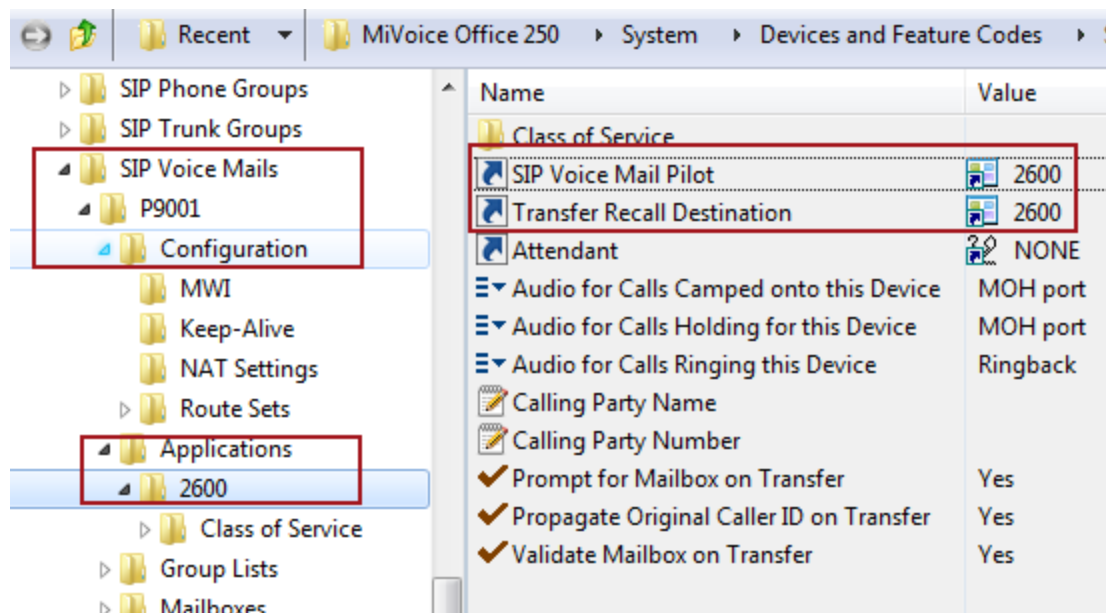 Recent MiVoice Office 250 System Devices and Feature Codes
SIP Phone Groups
SIP Trunk Groups
SIP Voice Mails
P9001
Configuration
MWI
Keep-Alive
NAT Settings
Route Sets
Applications
2600
Class of Service
Group Lists
Mailboxes
Name Value
Class of Service
SIP Voice Mail Pilot 2600
Transfer Recall Destination 2600
Attendant NONE
Audio for Calls Camped onto this Device MOH port
Audio for Calls Holding for this Device MOH port
Audio for Calls Ringing this Device Ringback
Calling Party Name
Calling Party Number
Prompt for Mailbox on Transfer Yes
Propagate Original Caller ID on Transfer Yes
Validate Mailbox on Transfer Yes